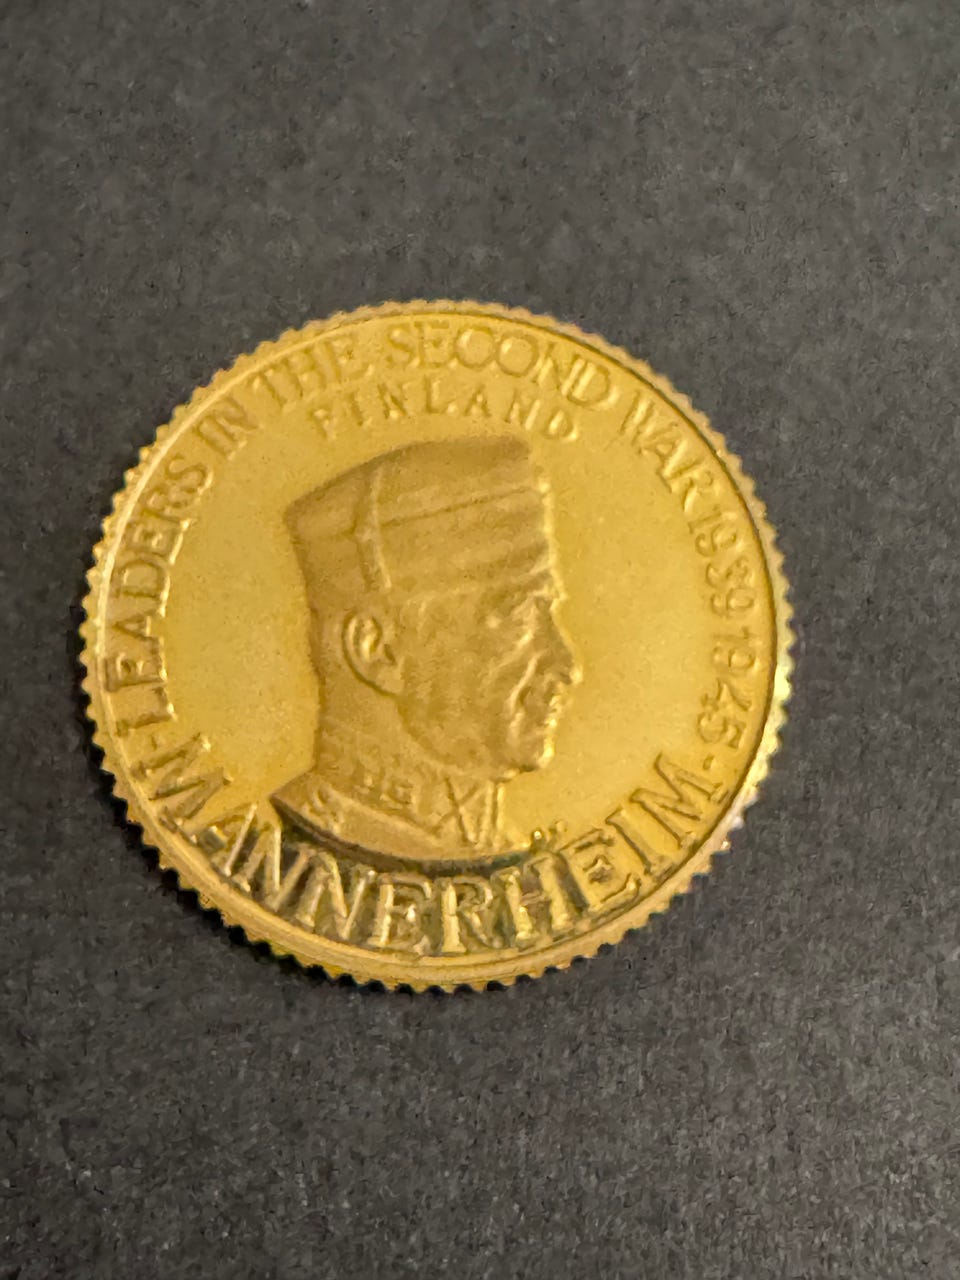 ·LEADERS IN THE SECOND WAR 1939 1945·
FINLAND
MANNERHEIM